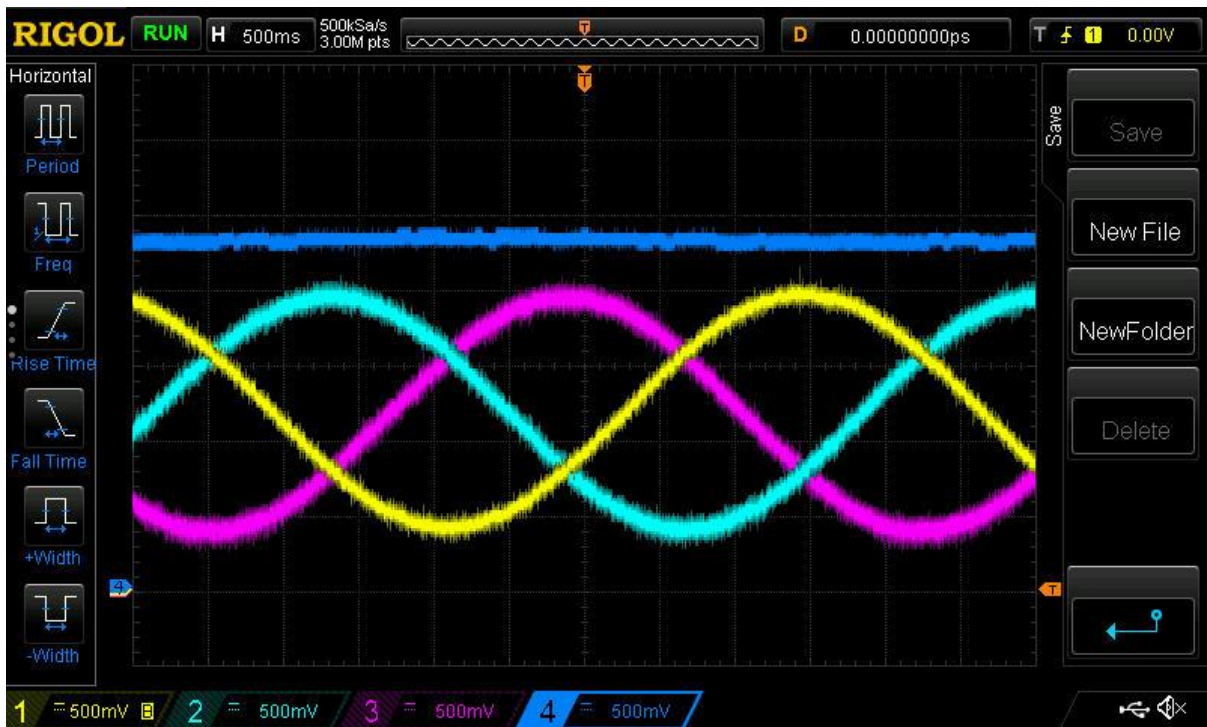 RIGOL RUN H 500ms 500kSa/s 3.00M pts T D 0.00000000ps T 1 0.00V
Horizontal
T
Period
Freq
Rise Time
Fall Time
+Width
-Width
4
T
Save
Save
New File
NewFolder
Delete
1 500mV B 2 500mV 3 500mV 4 500mV